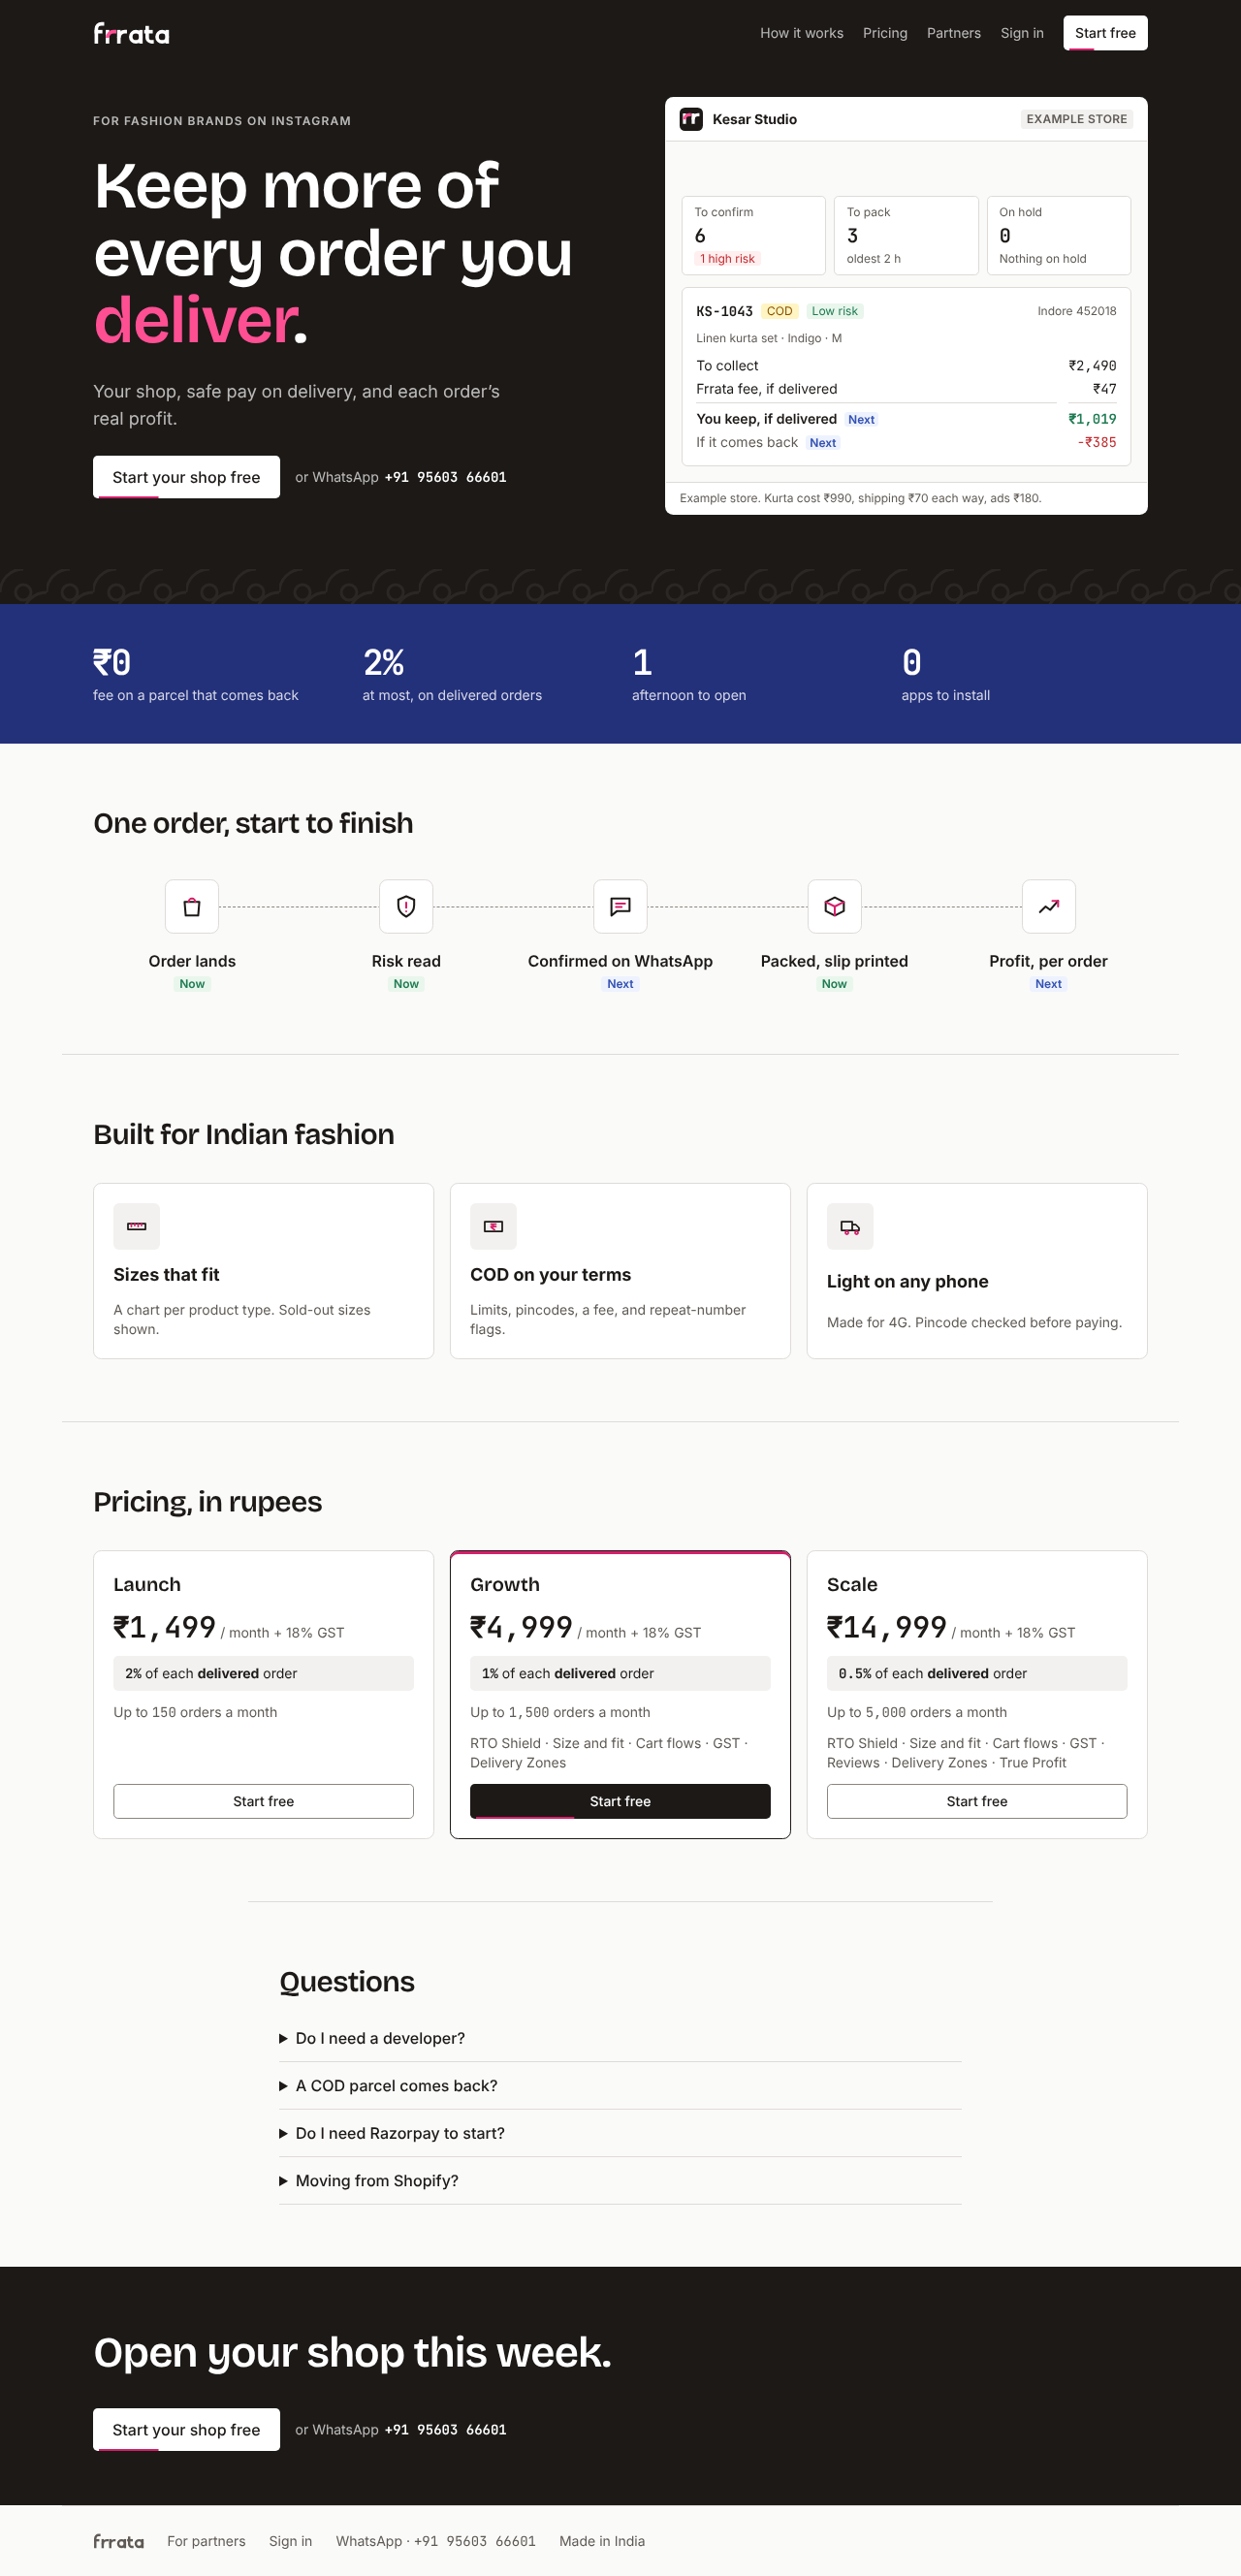 frrata
How it works Pricing Partners Sign in Start free
FOR FASHION BRANDS ON INSTAGRAM
Keep more of
every order you
deliver.
Your shop, safe pay on delivery, and each order’s
real profit.
Start your shop free or WhatsApp +91 95603 66601
Kesar Studio EXAMPLE STORE
To confirm
6
1 high risk
To pack
3
oldest 2 h
On hold
0
Nothing on hold
KS-1043 COD Low risk Indore 452018
Linen kurta set · Indigo · M
To collect ₹2,490
Frrata fee, if delivered ₹47
You keep, if delivered Next ₹1,019
If it comes back Next -₹385
Example store. Kurta cost ₹990, shipping ₹70 each way, ads ₹180.
₹0
fee on a parcel that comes back
2%
at most, on delivered orders
1
afternoon to open
0
apps to install
One order, start to finish
Order lands
Now
Risk read
Now
Confirmed on WhatsApp
Next
Packed, slip printed
Now
Profit, per order
Next
Built for Indian fashion
Sizes that fit
A chart per product type. Sold-out sizes
shown.
COD on your terms
Limits, pincodes, a fee, and repeat-number
flags.
Light on any phone
Made for 4G. Pincode checked before paying.
Pricing, in rupees
Launch
₹1,499 / month + 18% GST
2% of each delivered order
Up to 150 orders a month
Start free
Growth
₹4,999 / month + 18% GST
1% of each delivered order
Up to 1,500 orders a month
RTO Shield · Size and fit · Cart flows · GST ·
Delivery Zones
Start free
Scale
₹14,999 / month + 18% GST
0.5% of each delivered order
Up to 5,000 orders a month
RTO Shield · Size and fit · Cart flows · GST ·
Reviews · Delivery Zones · True Profit
Start free
Questions
Do I need a developer?
A COD parcel comes back?
Do I need Razorpay to start?
Moving from Shopify?
Open your shop this week.
Start your shop free or WhatsApp +91 95603 66601
frrata For partners Sign in WhatsApp · +91 95603 66601 Made in India